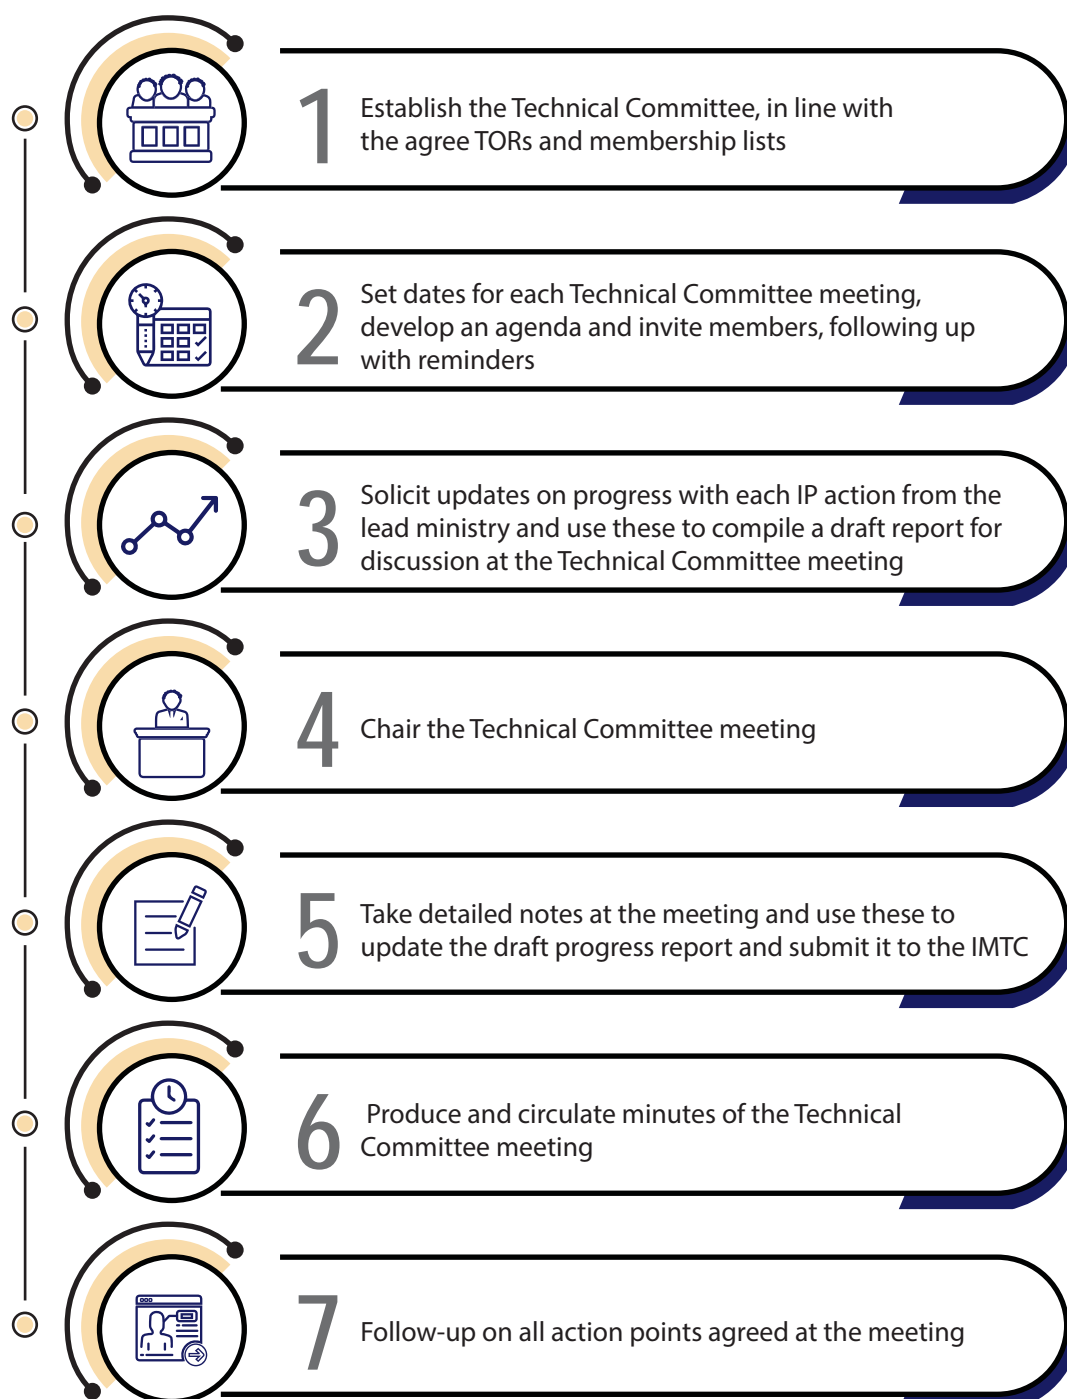 1
Establish the Technical Committee, in line with
the agree TORs and membership lists
2
Set dates for each Technical Committee meeting,
develop an agenda and invite members, following up
with reminders
3
Solicit updates on progress with each IP action from the
lead ministry and use these to compile a draft report for
discussion at the Technical Committee meeting
4
Chair the Technical Committee meeting
5
Take detailed notes at the meeting and use these to
update the draft progress report and submit it to the IMTC
6
Produce and circulate minutes of the Technical
Committee meeting
7
Follow-up on all action points agreed at the meeting